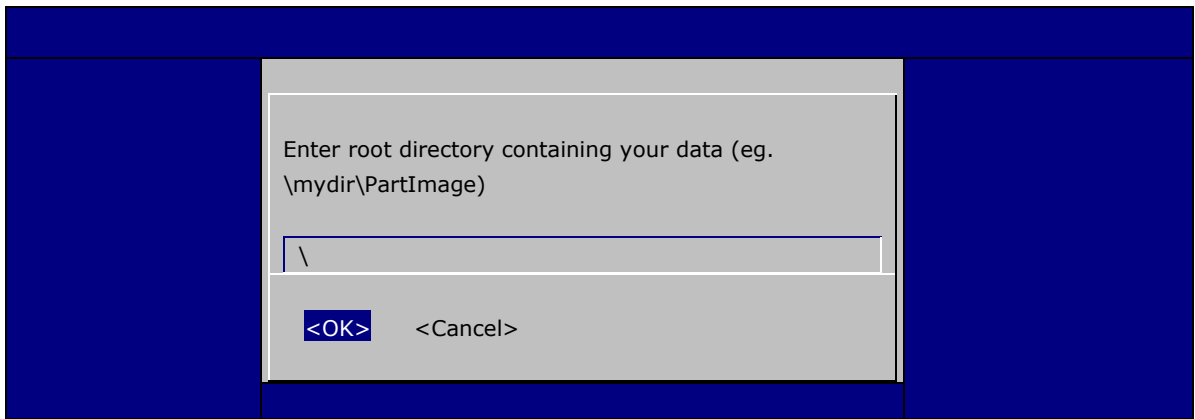 Enter root directory containing your data (eg.
\mydir\PartImage)
\
<OK> <Cancel>